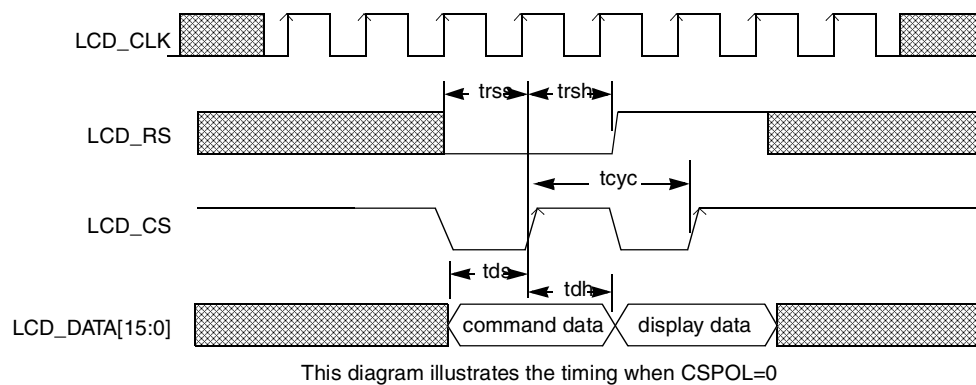 LCD_CLK
trss
trsh
LCD_RS
tcyc
LCD_CS
tds
tdh
LCD_DATA[15:0]
command data
display data
This diagram illustrates the timing when CSPOL=0